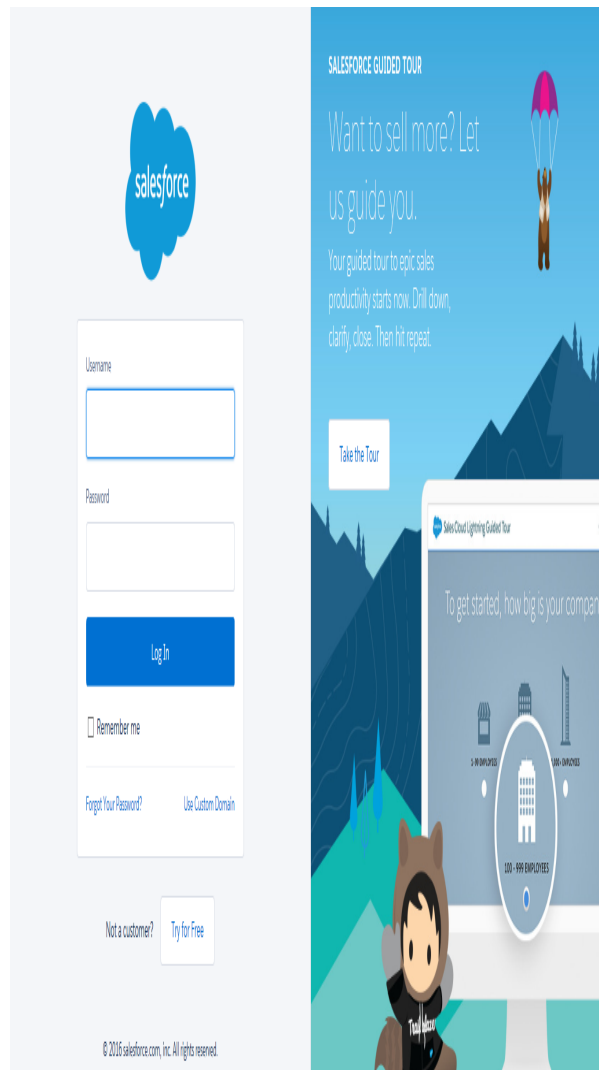 salesforce
Username
Password
Log In
Remember me
Forgot Your Password? Use Custom Domain
Not a customer? Try for Free
© 2016 salesforce.com, inc. All rights reserved.
SALESFORCE GUIDED TOUR
Want to sell more? Let
us guide you.
Your guided tour to epic sales
productivity starts now. Drill down,
clarify, close. Then hit repeat.
Take the Tour
Sales Cloud Lightning Guided Tour
To get started, how big is your compan
1-99 EMPLOYEES
100 - 999 EMPLOYEES